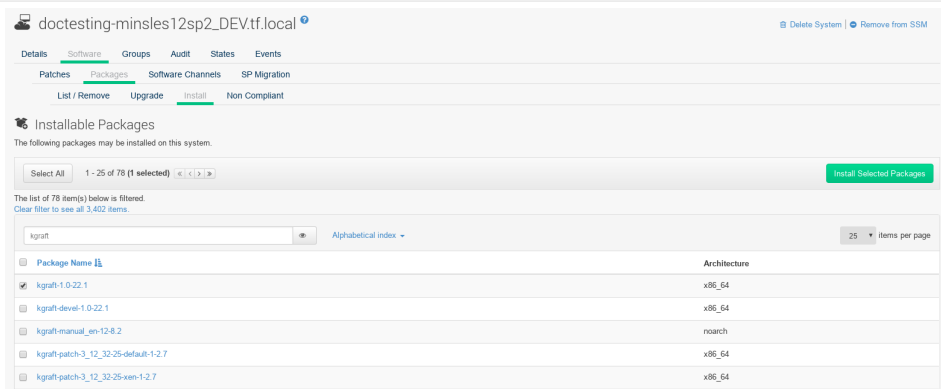 doctesting-minsles12sp2_DEV.tf.local ?
Delete System | Remove from SSM
Details Software Groups Audit States Events
Patches Packages Software Channels SP Migration
List / Remove Upgrade Install Non Compliant
Installable Packages
The following packages may be installed on this system.
Select All 1 - 25 of 78 (1 selected) « < > » Install Selected Packages
The list of 78 item(s) below is filtered.
Clear filter to see all 3,402 items.
kgraft Alphabetical index 25 items per page
Package Name Architecture
kgraft-1.0-22.1 x86_64
kgraft-devel-1.0-22.1 x86_64
kgraft-manual_en-12-8.2 noarch
kgraft-patch-3_12_32-25-default-1-2.7 x86_64
kgraft-patch-3_12_32-25-xen-1-2.7 x86_64